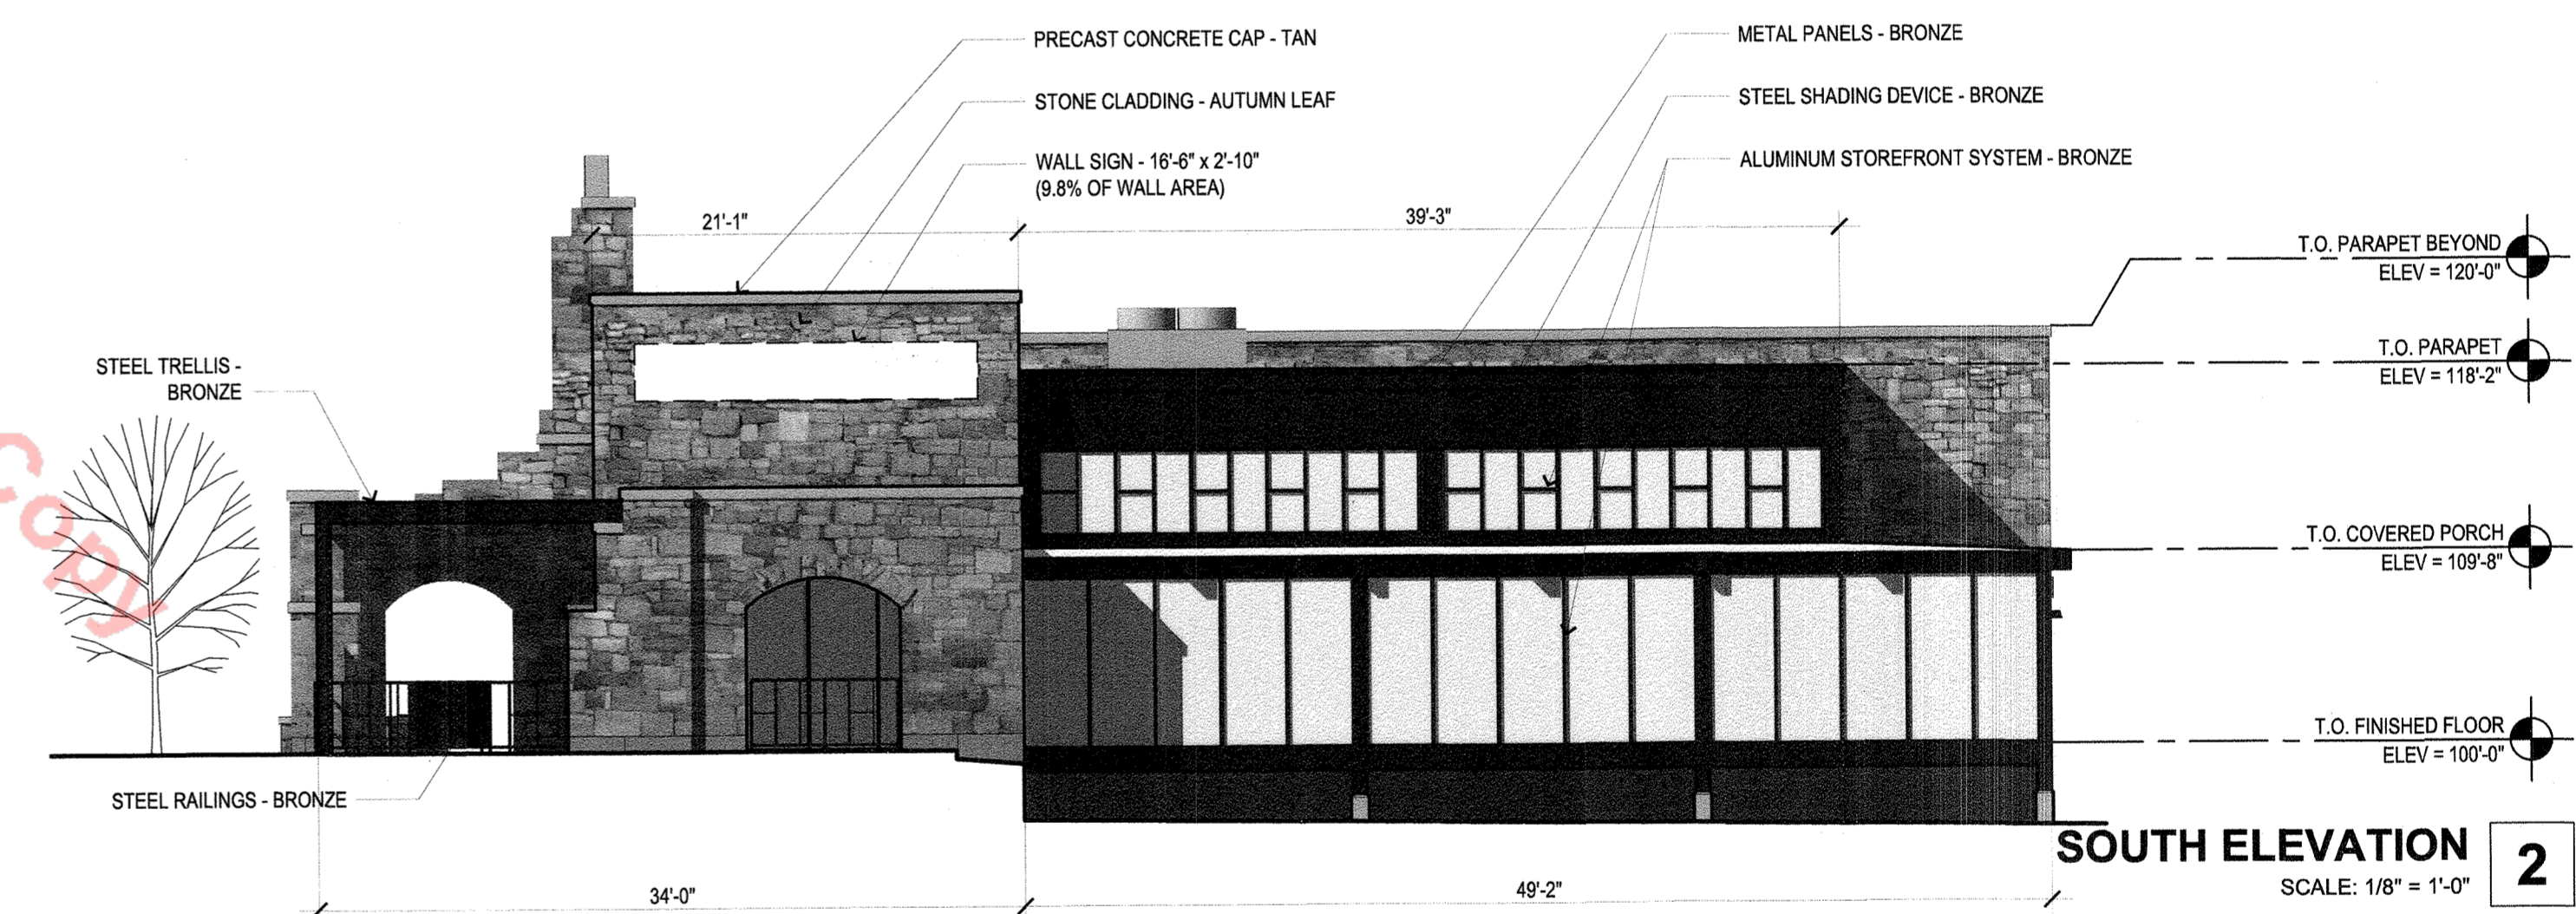 PRECAST CONCRETE CAP - TAN
STONE CLADDING - AUTUMN LEAF
WALL SIGN - 16'-6" x 2'-10"
(9.8% OF WALL AREA)
METAL PANELS - BRONZE
STEEL SHADING DEVICE - BRONZE
ALUMINUM STOREFRONT SYSTEM - BRONZE
21'-1"
39'-3"
T.O. PARAPET BEYOND
ELEV = 120'-0"
T.O. PARAPET
ELEV = 118'-2"
STEEL TRELLIS -
BRONZE
Copy
T.O. COVERED PORCH
ELEV = 109'-8"
T.O. FINISHED FLOOR
ELEV = 100'-0"
STEEL RAILINGS - BRONZE
SOUTH ELEVATION
2
SCALE: 1/8" = 1'-0"
34'-0"
49'-2"